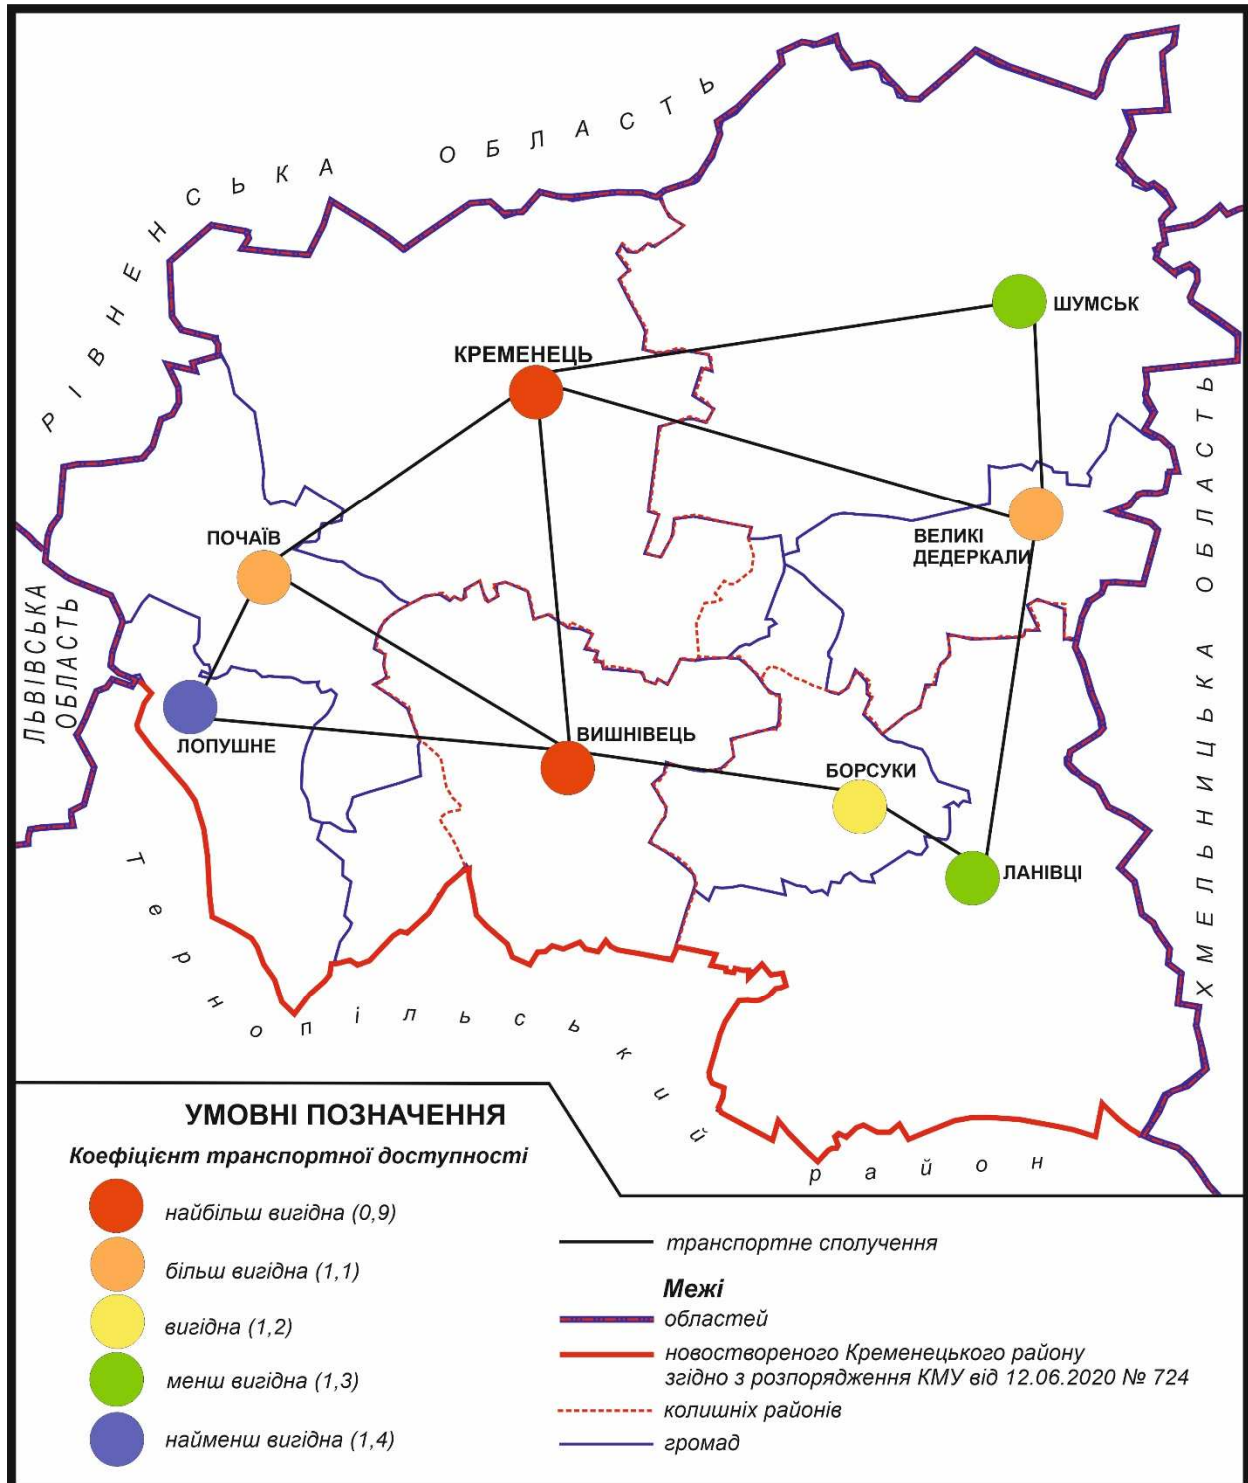 РІВНЕНСЬКА ОБЛАСТЬ
ШУМСЬК
КРЕМЕНЕЦЬ
ПОЧАЇВ
ВЕЛИКІ
ДЕДЕРКАЛИ
ЛЬВІВСЬКА
ОБЛАСТЬ
ХМЕЛЬНИЦЬКА ОБЛАСТЬ
ЛОПУШНЕ
ВИШНІВЕЦЬ
БОРСУКИ
ЛАНІВЦІ
Тернопільський район
УМОВНІ ПОЗНАЧЕННЯ
Коефіцієнт транспортної доступності
найбільш вигідна (0,9)
більш вигідна (1,1)
вигідна (1,2)
менш вигідна (1,3)
найменш вигідна (1,4)
транспортне сполучення
Межі
областей
новоствореного Кременецького району
згідно з розпорядження КМУ від 12.06.2020 № 724
колишніх районів
громад